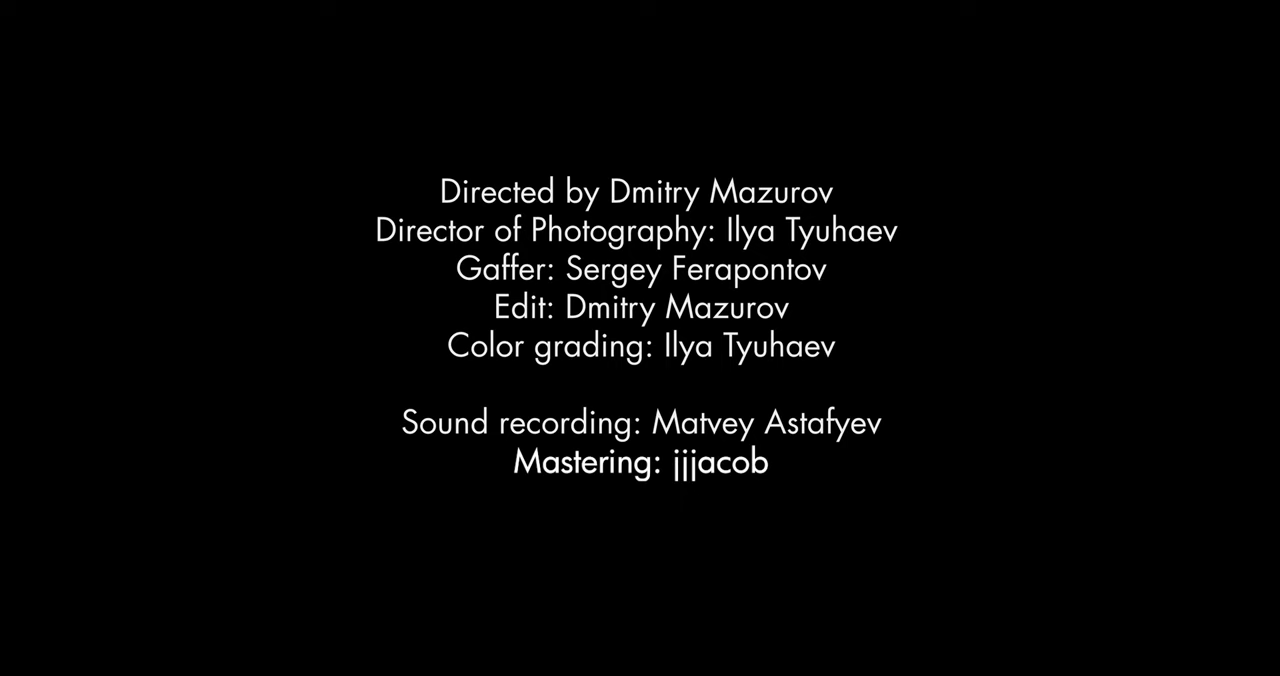 Directed by Dmitry Mazurov
Director of Photography: Ilya Tyuhaev
Gaffer: Sergey Ferapontov
Edit: Dmitry Mazurov
Color grading: Ilya Tyuhaev
Sound recording: Matvey Astafyev
Mastering: jjjacob